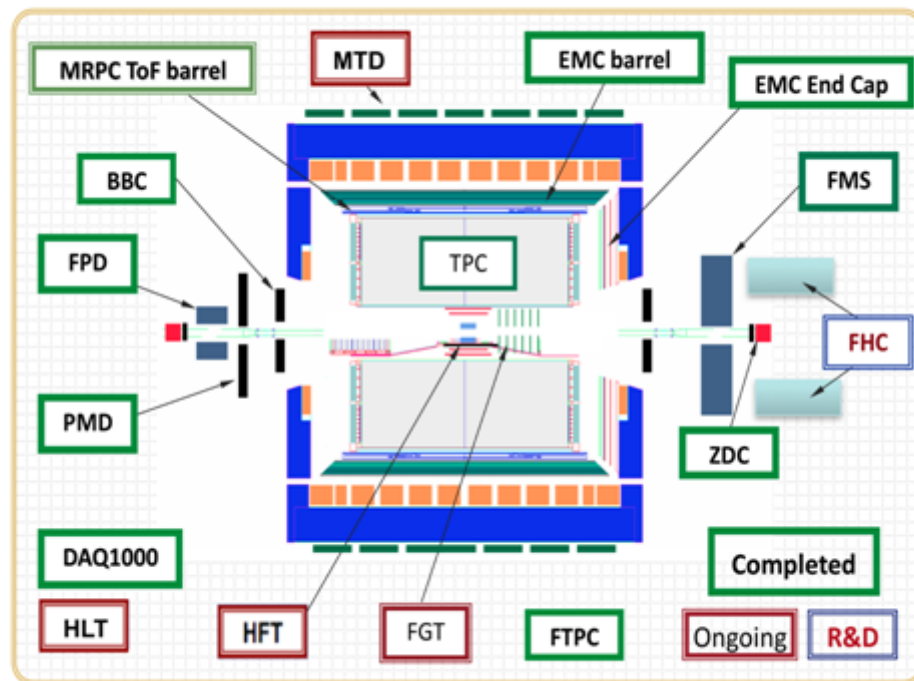 MTD
EMC barrel
MRPC ToF barrel
EMC End Cap
BBC
FMS
FPD
TPC
FHC
PMD
ZDC
DAQ1000
Completed
HLT
HFT
FGT
FTPC
Ongoing
R&D